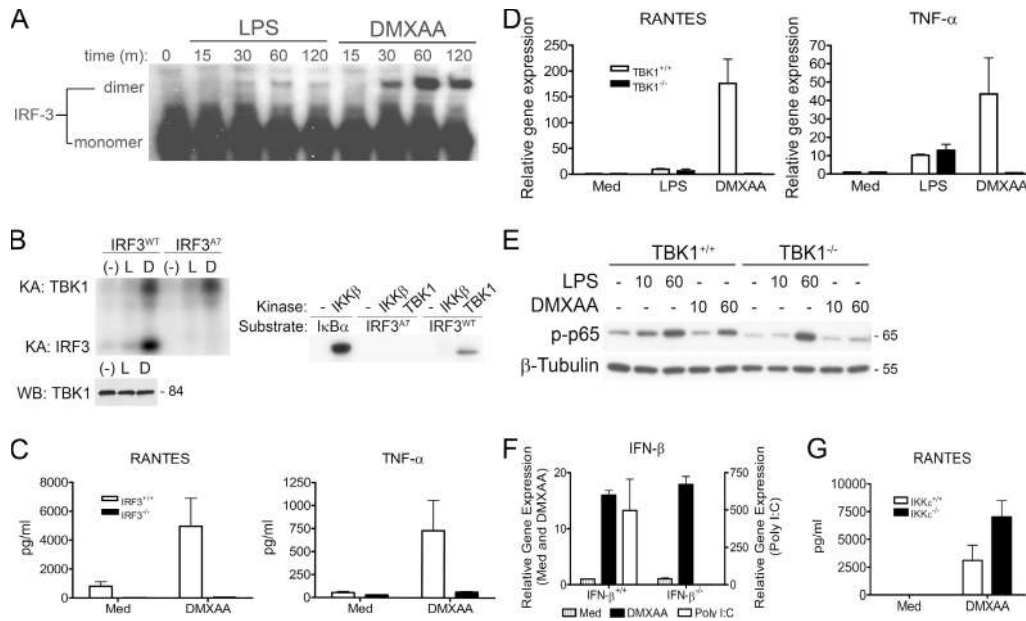 A
LPS DMXAA
time (m): 0 15 30 60 120 15 30 60 120
dimer
IRF-3
monomer
B
IRF3WT IRF3A7
(-) L D (-) L D
KA: TBK1
KA: IRF3
(-) L D
WB: TBK1 - 84
Kinase: - IKKβ - IKKβ TBK1 - IKKβ TBK1
Substrate: IκBα IRF3A7 IRF3WT
C
RANTES
pg/ml
8000
6000
4000
2000
0
IRF3+/+
IRF3-/-
Med DMXAA
TNF-α
pg/ml
1250
1000
750
500
250
0
Med DMXAA
D
RANTES
Relative gene expression
250
200
150
100
50
0
TBK1+/+
TBK1-/-
Med LPS DMXAA
TNF-α
Relative gene expression
70
60
50
40
30
20
10
0
Med LPS DMXAA
E
TBK1+/+ TBK1-/-
LPS - 10 60 - 10 60
DMXAA 10 60 10 60
p-p65 - 65
β-Tubulin - 55
F
IFN-β
Relative Gene Expression
(Med and DMXAA)
20
10
0
750
500
250
0
Relative Gene Expression
(Poly I:C)
IFN-β+/+ IFN-β-/-
Med DMXAA Poly I:C
G
RANTES
pg/ml
10000
7500
5000
2500
0
IKKε+/+
IKKε-/-
Med DMXAA